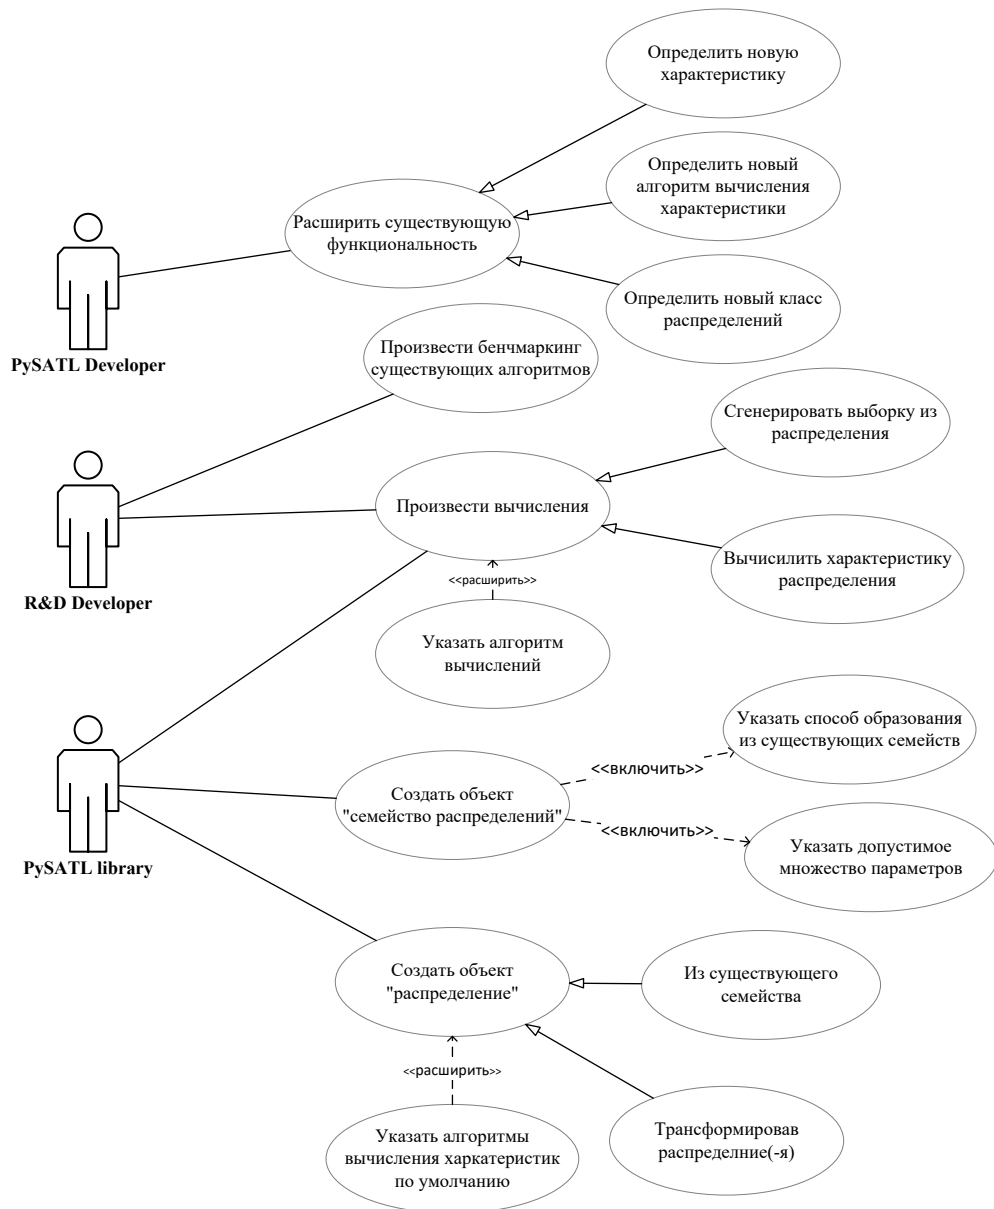 Определить новую
характеристику
Определить новый
алгоритм вычисления
характеристики
Расширить существующую
функциональность
Определить новый класс
распределений
PySATL Developer
Произвести бенчмаркинг
существующих алгоритмов
Сгенерировать выборку из
распределения
Произвести вычисления
Вычисилить характеристику
распределения
<<расширить>>
R&D Developer
Указать алгоритм
вычислений
Указать способ образования
из существующих семейств
<<включить>>
Создать объект
"семейство распределений"
<<включить>>
Указать допустимое
множество параметров
PySATL library
Создать объект
"распределение"
Из существующего
семейства
<<расширить>>
Указать алгоритмы
вычисления харкатеристик
по умолчанию
Трансформировав
распределние(-я)